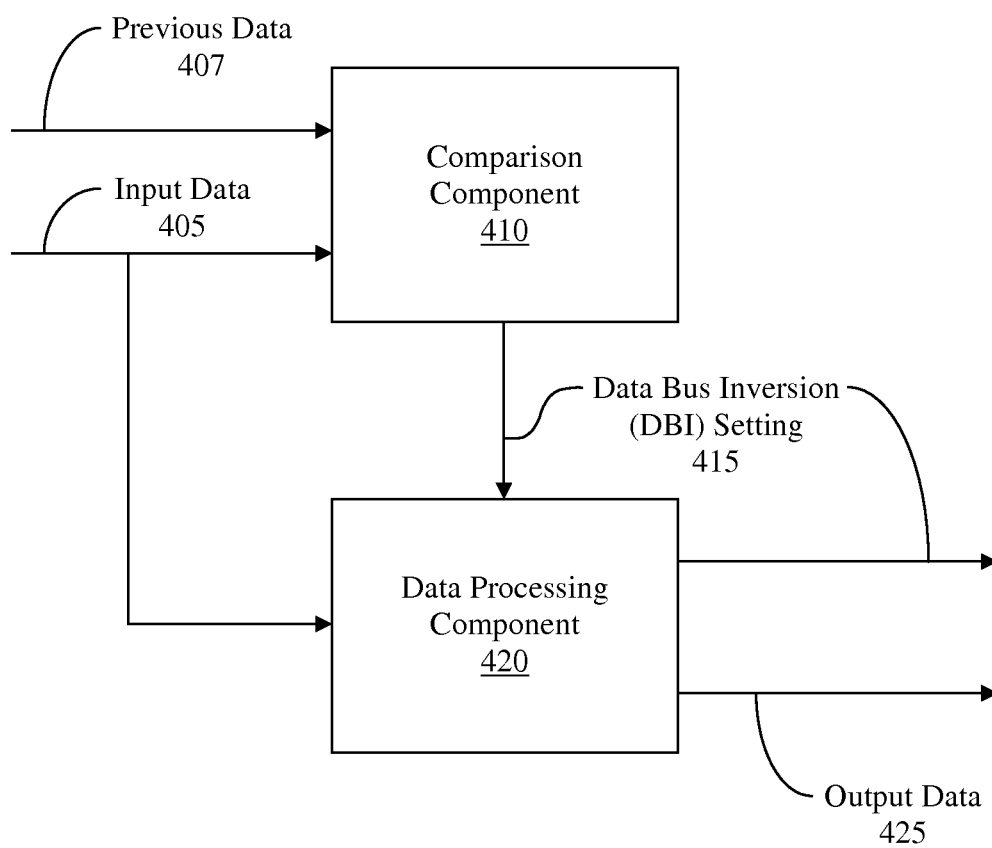 Previous Data
407
Input Data
405
Comparison
Component
410
Data Bus Inversion
(DBI) Setting
415
Data Processing
Component
420
Output Data
425